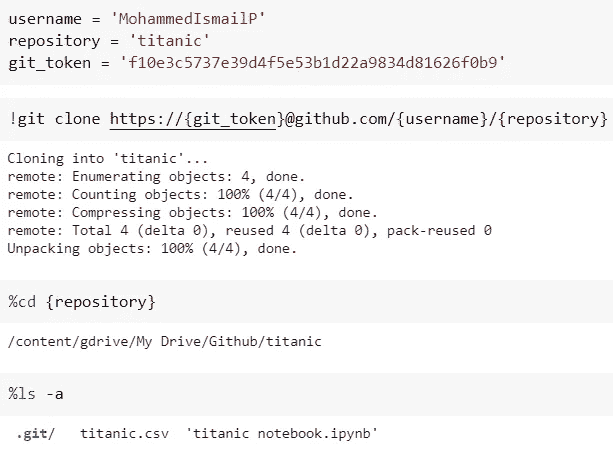 username = 'MohammedIsmailP'
repository = 'titanic'
git_token = 'f10e3c5737e39d4f5e53b1d22a9834d81626f0b9'
!git clone https://{git_token}@github.com/{username}/{repository}
Cloning into 'titanic'...
remote: Enumerating objects: 4, done.
remote: Counting objects: 100% (4/4), done.
remote: Compressing objects: 100% (4/4), done.
remote: Total 4 (delta 0), reused 4 (delta 0), pack-reused 0
Unpacking objects: 100% (4/4), done.
%cd {repository}
/content/gdrive/My Drive/Github/titanic
%ls -a
.git/ titanic.csv 'titanic notebook.ipynb'